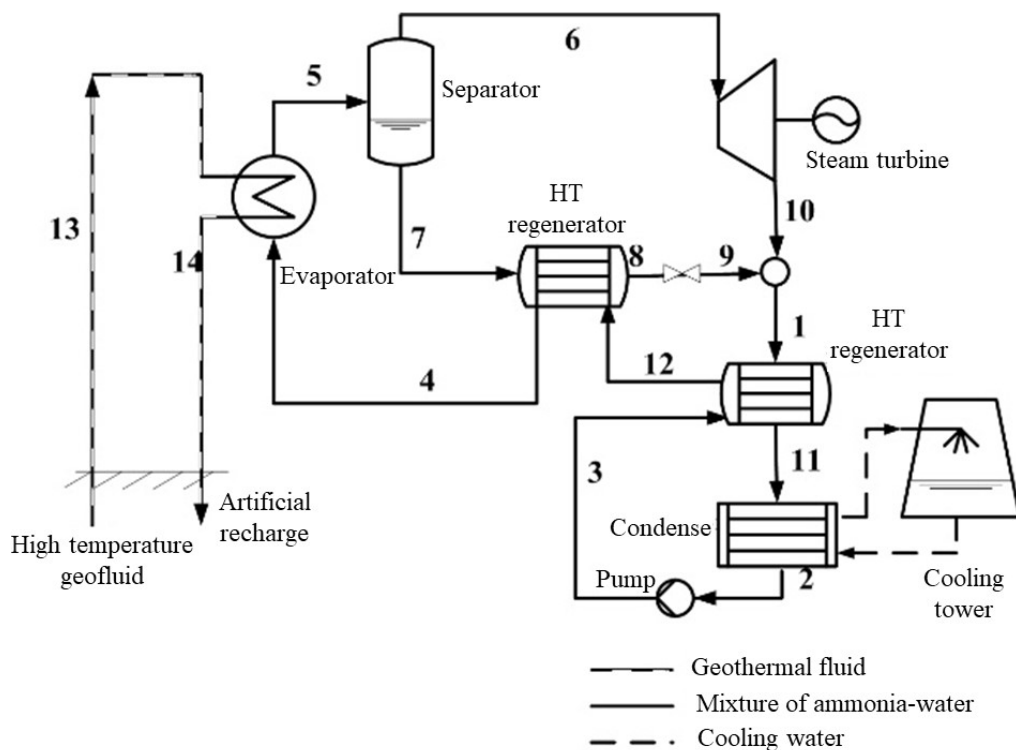 6
5
Separator
Steam turbine
HT
regenerator
10
13
7
8
9
14
Evaporator
1
HT
regenerator
12
4
3
11
Artificial
recharge
High temperature
geofluid
Condense
2
Pump
Cooling
tower
Geothermal fluid
Mixture of ammonia-water
Cooling water